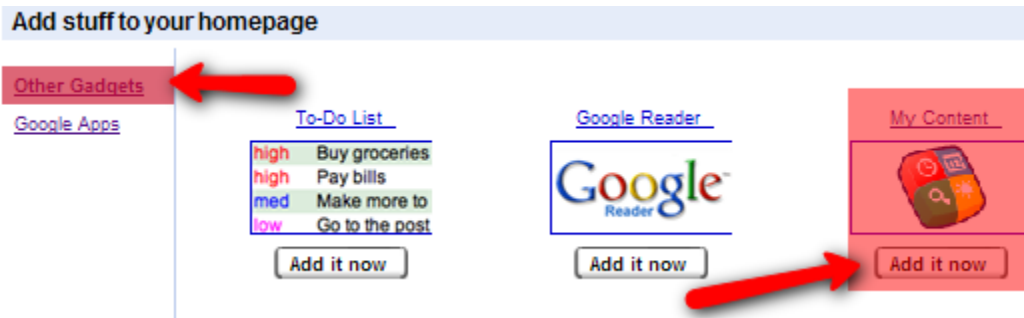 Add stuff to your homepage
Other Gadgets
Google Apps
To-Do List
high Buy groceries
high Pay bills
med Make more to
low Go to the post
Add it now
Google Reader
Google™
Reader
Add it now
My Content
Add it now